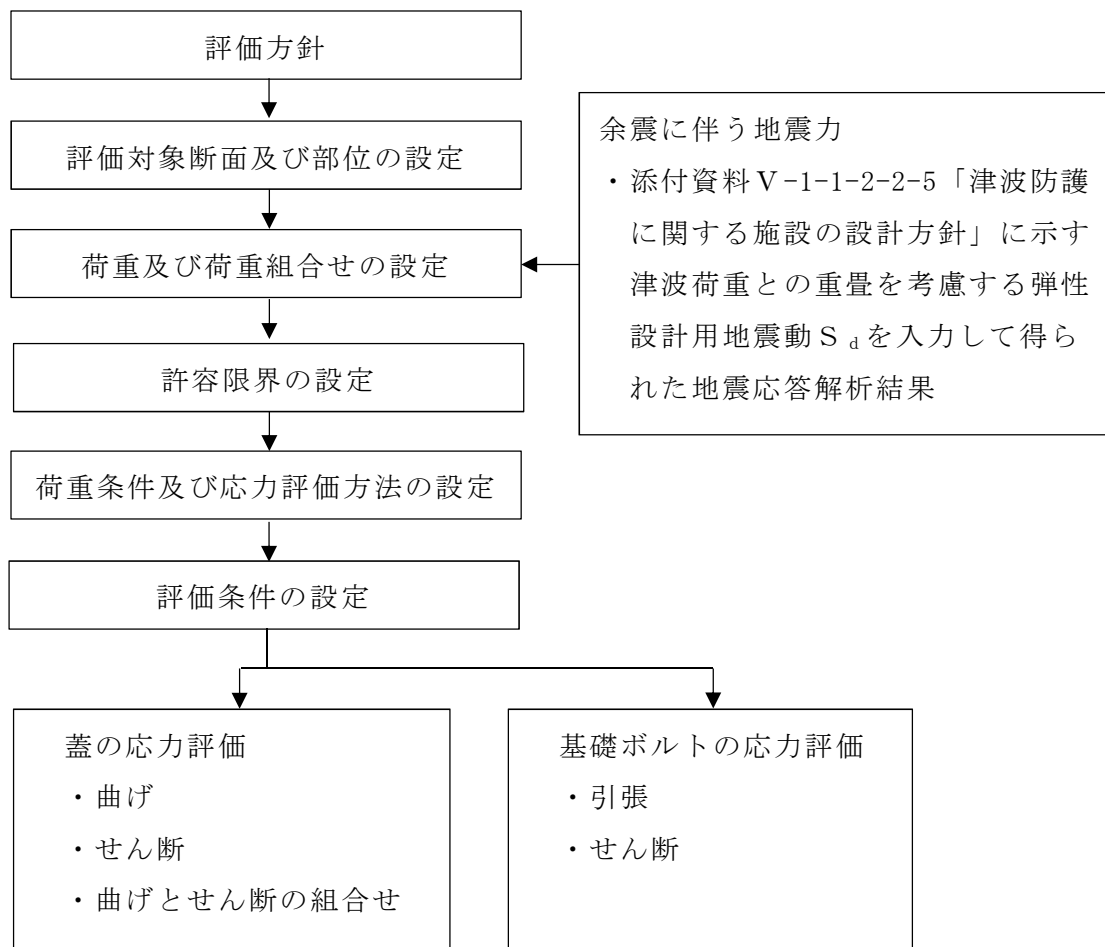 評価方針
評価対象断面及び部位の設定
荷重及び荷重組合せの設定
余震に伴う地震力
・添付資料Ⅴ-1-1-2-2-5「津波防護
に関する施設の設計方針」に示す
津波荷重との重畳を考慮する弾性
設計用地震動Ｓdを入力して得ら
れた地震応答解析結果
許容限界の設定
荷重条件及び応力評価方法の設定
評価条件の設定
蓋の応力評価
・曲げ
・せん断
・曲げとせん断の組合せ
基礎ボルトの応力評価
・引張
・せん断